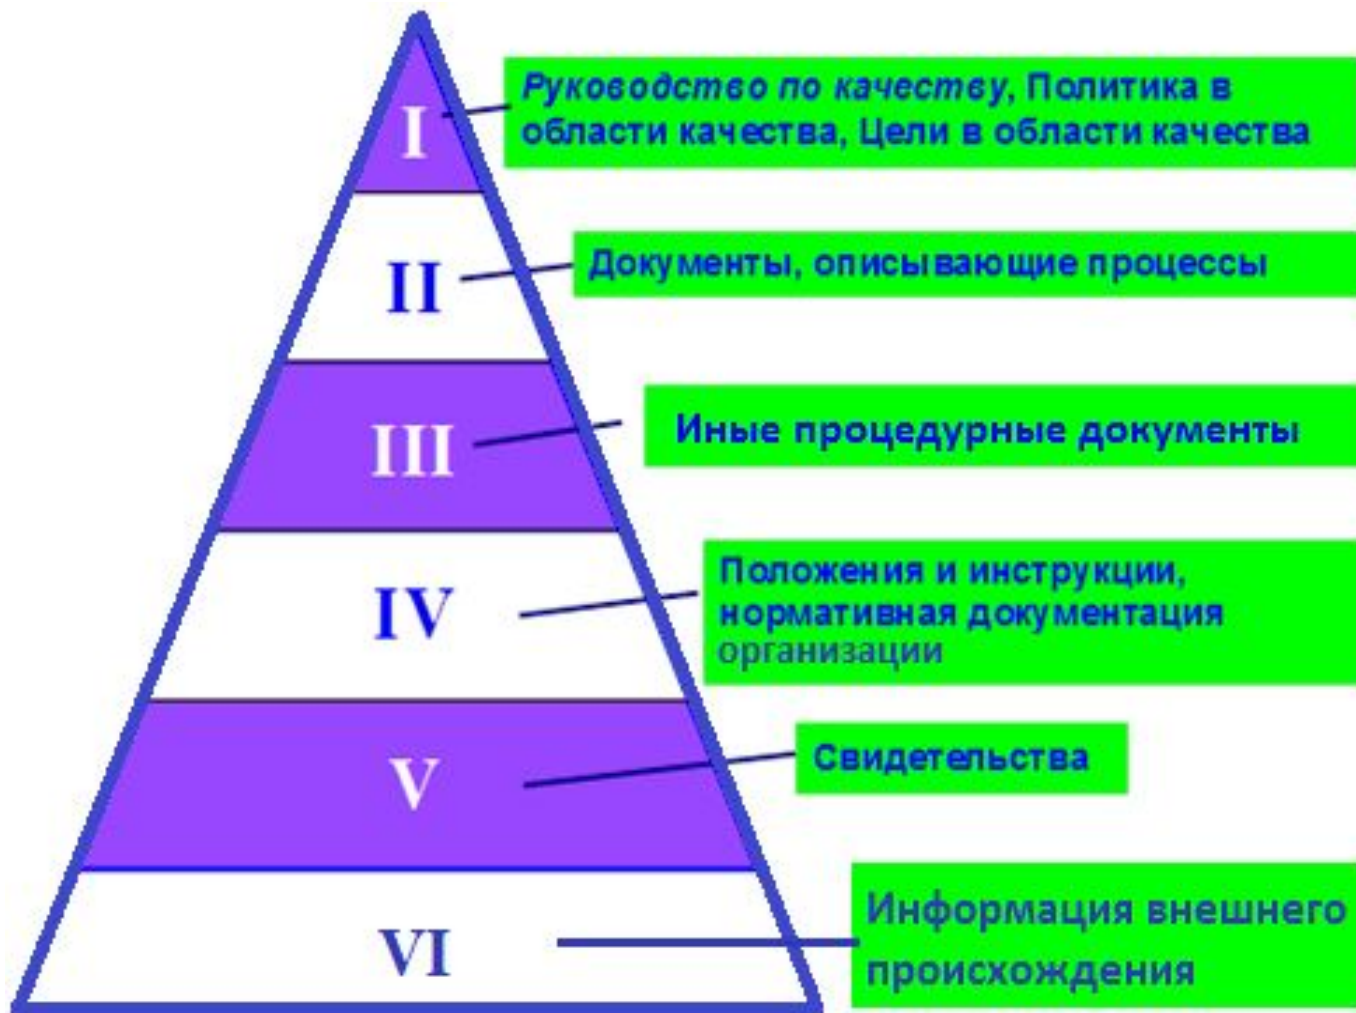 I
Руководство по качеству, Политика в
области качества, Цели в области качества
II
Документы, описывающие процессы
III
Иные процедурные документы
IV
Положения и инструкции,
нормативная документация
организации
V
Свидетельства
VI
Информация внешнего
происхождения